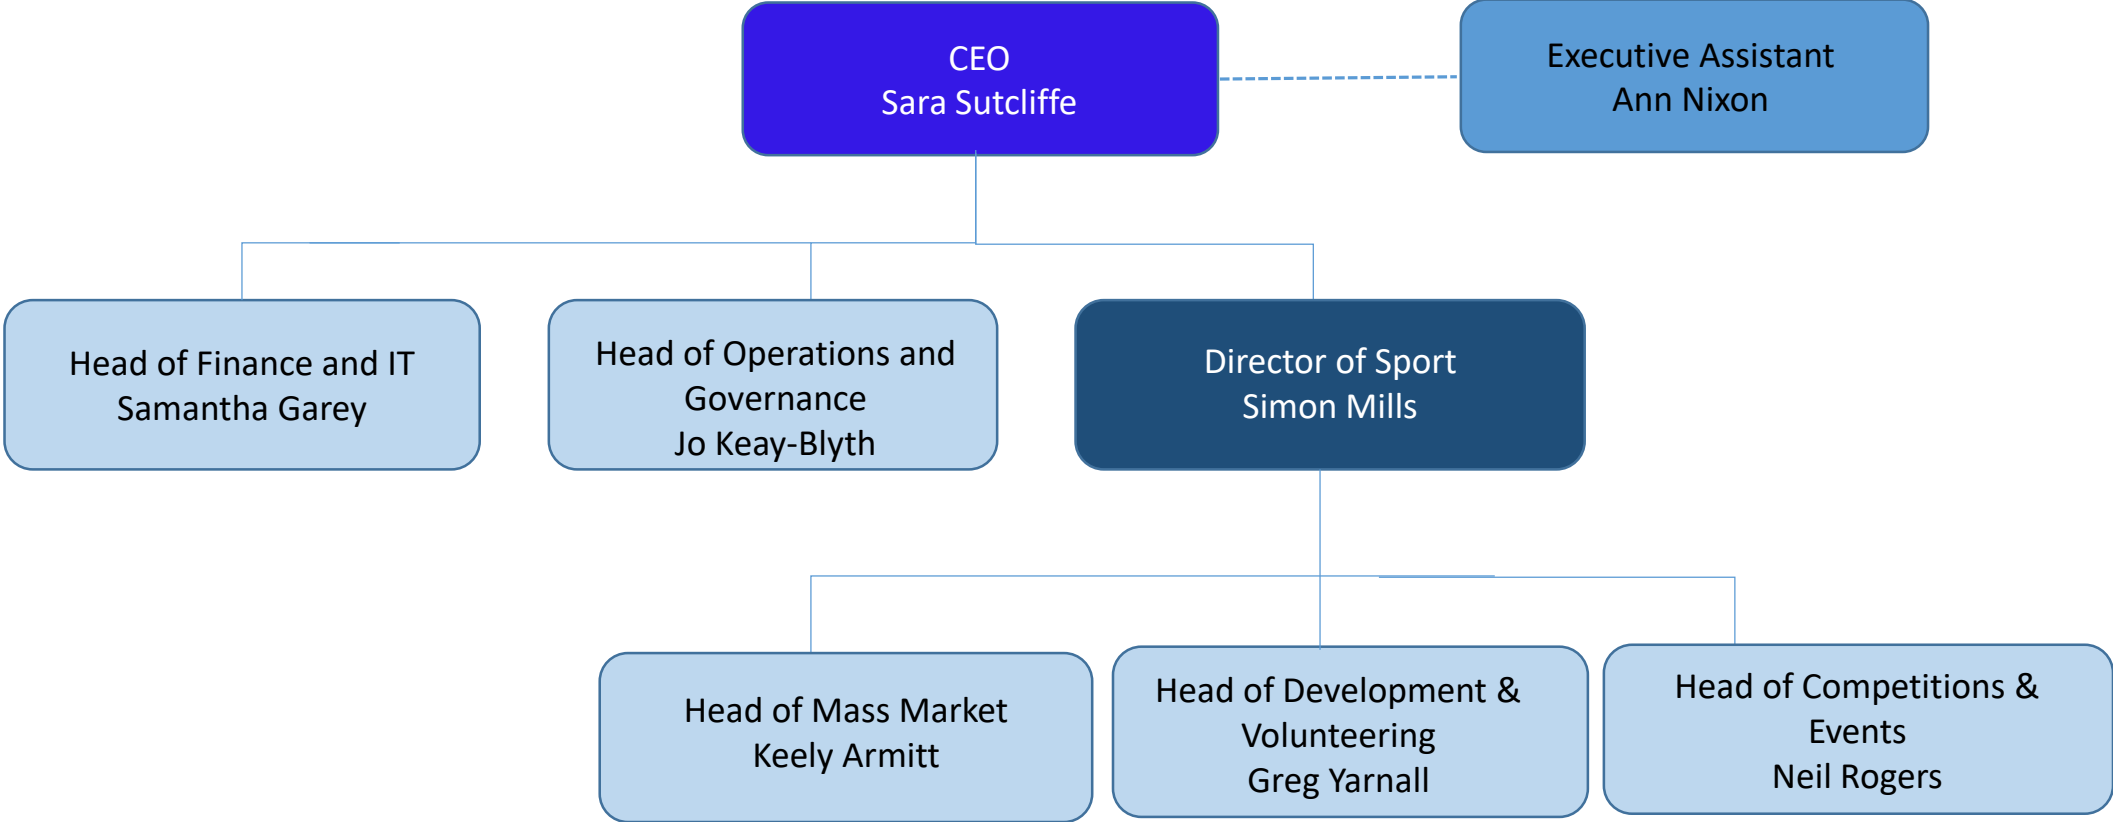 CEO
Sara Sutcliffe
Executive Assistant
Ann Nixon
Head of Finance and IT
Samantha Garey
Head of Operations and
Governance
Jo Keay-Blyth
Director of Sport
Simon Mills
Head of Mass Market
Keely Armitt
Head of Development &
Volunteering
Greg Yarnall
Head of Competitions &
Events
Neil Rogers